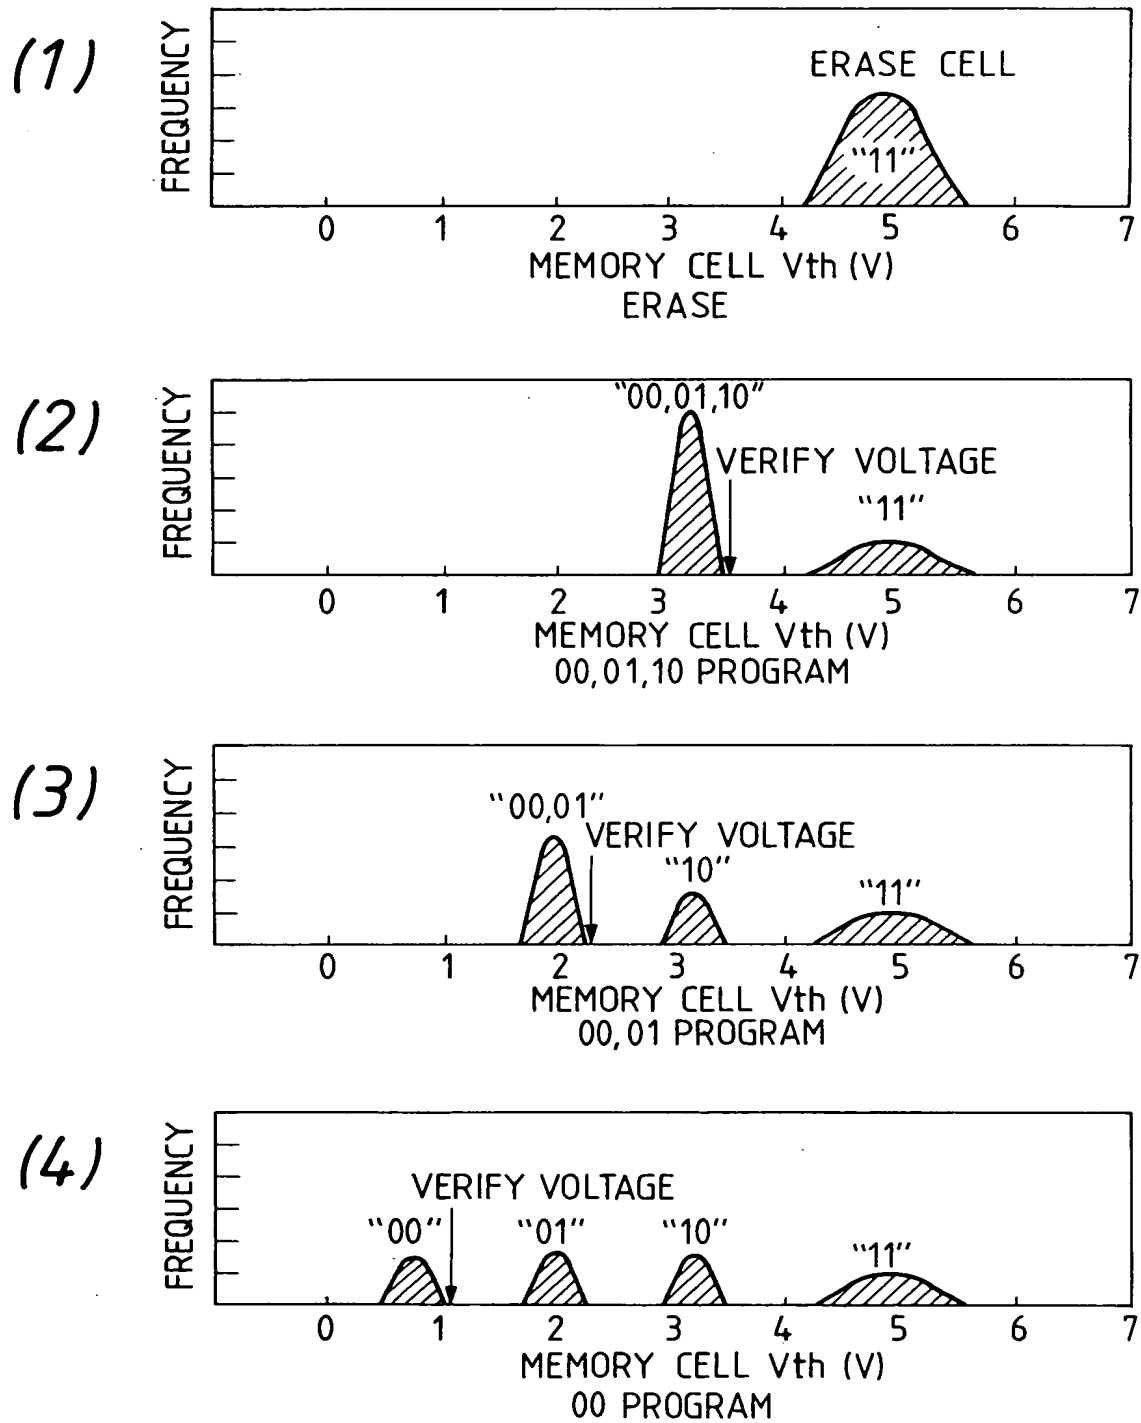 (1)
FREQUENCY
ERASE CELL
"11"
0 1 2 3 4 5 6 7
MEMORY CELL Vth (V)
ERASE
(2)
FREQUENCY
"00,01,10"
VERIFY VOLTAGE
"11"
0 1 2 3 4 5 6 7
MEMORY CELL Vth (V)
00,01,10 PROGRAM
(3)
FREQUENCY
"00,01"
VERIFY VOLTAGE
"10"
"11"
0 1 2 3 4 5 6 7
MEMORY CELL Vth (V)
00,01 PROGRAM
(4)
FREQUENCY
VERIFY VOLTAGE
"00" "01" "10" "11"
0 1 2 3 4 5 6 7
MEMORY CELL Vth (V)
00 PROGRAM